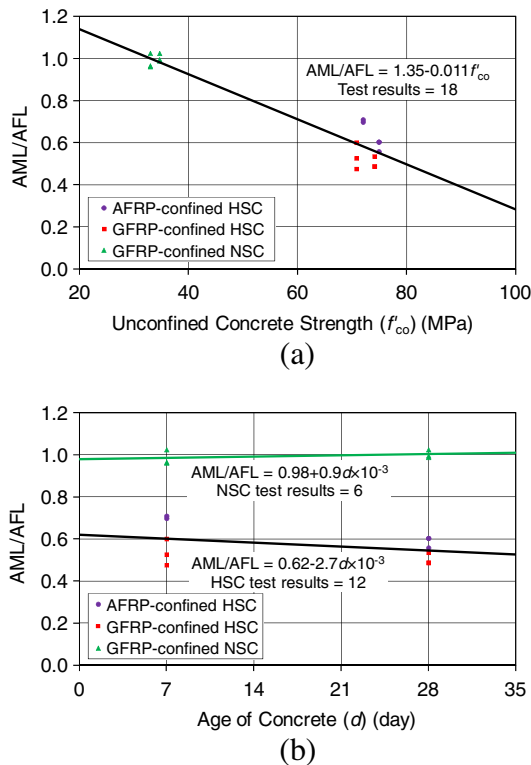 1.2
1.0
0.8
0.6
0.4
0.2
0.0
AML/AFL
AML/AFL = 1.35-0.011f'co
Test results = 18
AFRP-confined HSC
GFRP-confined HSC
GFRP-confined NSC
20 40 60 80 100
Unconfined Concrete Strength (f'co) (MPa)
(a)
1.2
1.0
0.8
0.6
0.4
0.2
0.0
AML/AFL
AML/AFL = 0.98+0.9d×10-3
NSC test results = 6
AML/AFL = 0.62-2.7d×10-3
HSC test results = 12
AFRP-confined HSC
GFRP-confined HSC
GFRP-confined NSC
0 7 14 21 28 35
Age of Concrete (d) (day)
(b)